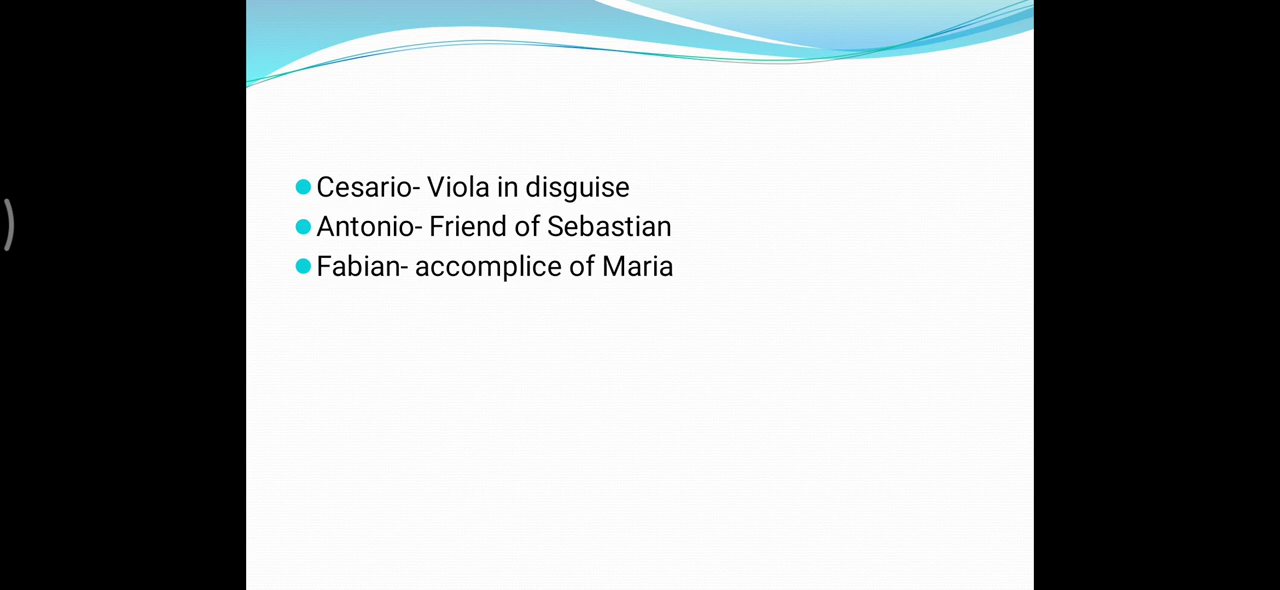 Cesario- Viola in disguise
Antonio- Friend of Sebastian
Fabian- accomplice of Maria